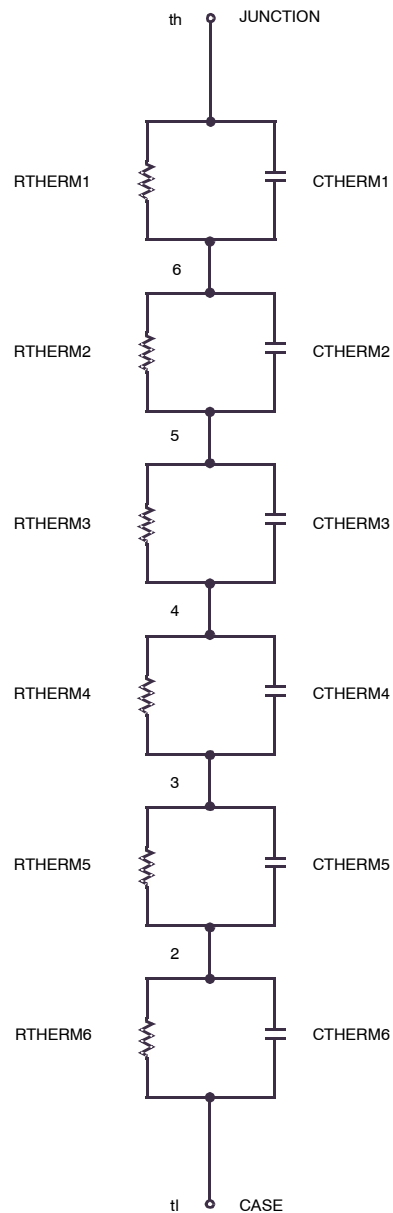 th JUNCTION
RTHERM1 CTHERM1
6
RTHERM2 CTHERM2
5
RTHERM3 CTHERM3
4
RTHERM4 CTHERM4
3
RTHERM5 CTHERM5
2
RTHERM6 CTHERM6
tl CASE